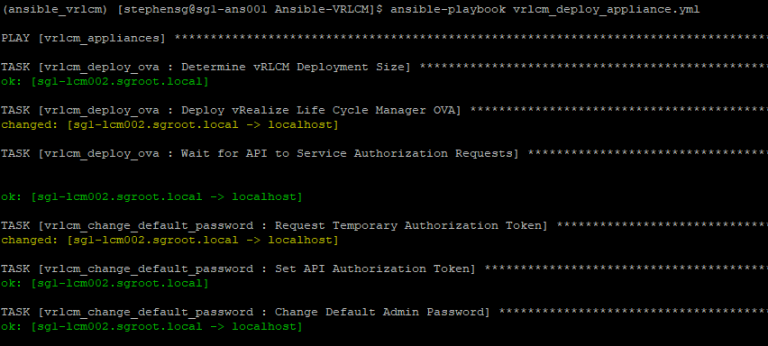 (ansible_vrlcm) [stephensg@sg1-ans001 Ansible-VRLCM]$ ansible-playbook vrlcm_deploy_appliance.yml
PLAY [vrlcm_appliances] **********************************************************************************
TASK [vrlcm_deploy_ova : Determine vRLCM Deployment Size] ************************************************
ok: [sg1-lcm002.sgroot.local]
TASK [vrlcm_deploy_ova : Deploy vRealize Life Cycle Manager OVA] *****************************************
changed: [sg1-lcm002.sgroot.local -> localhost]
TASK [vrlcm_deploy_ova : Wait for API to Service Authorization Requests] *********************************
ok: [sg1-lcm002.sgroot.local -> localhost]
TASK [vrlcm_change_default_password : Request Temporary Authorization Token] *****************************
changed: [sg1-lcm002.sgroot.local -> localhost]
TASK [vrlcm_change_default_password : Set API Authorization Token] ***************************************
ok: [sg1-lcm002.sgroot.local]
TASK [vrlcm_change_default_password : Change Default Admin Password] *************************************
ok: [sg1-lcm002.sgroot.local -> localhost]